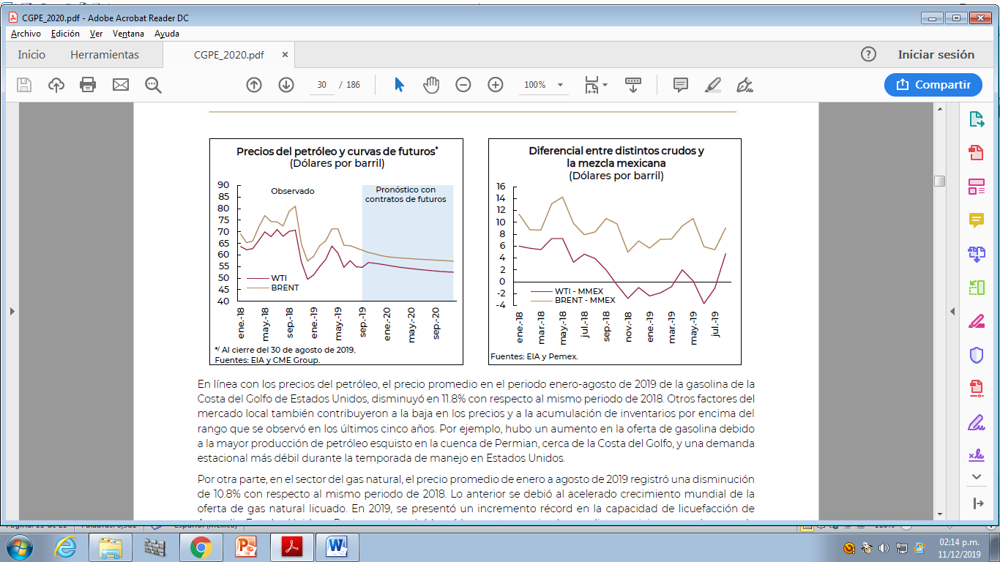 CGPE_2020.pdf - Adobe Acrobat Reader DC
Archivo Edición Ver Ventana Ayuda
Inicio Herramientas CGPE_2020.pdf × ? Iniciar sesión
30 / 186 100% Compartir
Precios del petróleo y curvas de futuros*
(Dólares por barril)
90
85
80
75
70
65
60
55
50
45
40
Observado
Pronóstico con
contratos de futuros
WTI
BRENT
ene.-18
may.-18
sep.-18
ene.-19
may.-19
sep.-19
ene.-20
may.-20
sep.-20
*/ Al cierre del 30 de agosto de 2019.
Fuentes: EIA y CME Group.
Diferencial entre distintos crudos y
la mezcla mexicana
(Dólares por barril)
16
14
12
10
8
6
4
2
0
-2
-4
WTI - MMEX
BRENT - MMEX
ene.-18
mar.-18
may.-18
jul.-18
sep.-18
nov.-18
ene.-19
mar.-19
may.-19
jul.-19
Fuentes: EIA y Pemex.
En línea con los precios del petróleo, el precio promedio en el periodo enero-agosto de 2019 de la gasolina de la
Costa del Golfo de Estados Unidos, disminuyó en 11.8% con respecto al mismo periodo de 2018. Otros factores del
mercado local también contribuyeron a la baja en los precios y a la acumulación de inventarios por encima del
rango que se observó en los últimos cinco años. Por ejemplo, hubo un aumento en la oferta de gasolina debido
a la mayor producción de petróleo esquisto en la cuenca de Permian, cerca de la Costa del Golfo, y una demanda
estacional más débil durante la temporada de manejo en Estados Unidos.
Por otra parte, en el sector del gas natural, el precio promedio de enero a agosto de 2019 registró una disminución
de 10.8% con respecto al mismo periodo de 2018. Lo anterior se debió al acelerado crecimiento mundial de la
oferta de gas natural licuado. En 2019, se presentó un incremento récord en la capacidad de licuefacción de
02:14 p.m.
11/12/2019